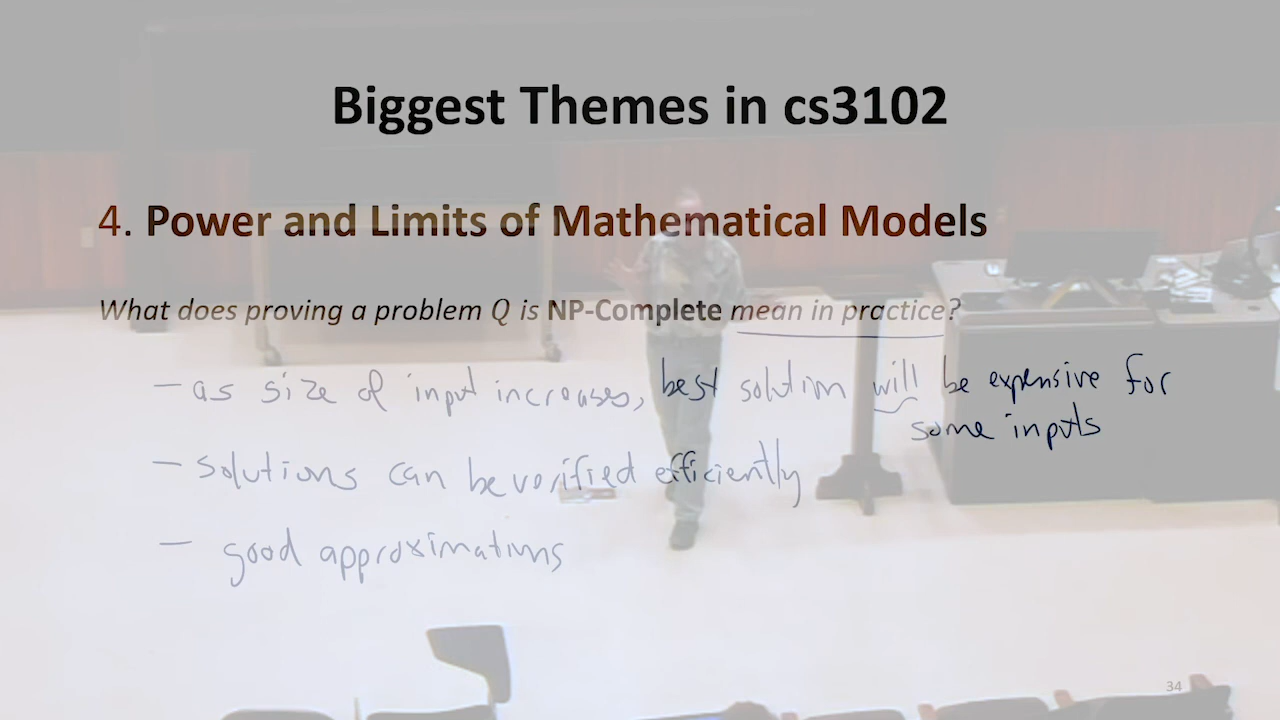 Biggest Themes in cs3102
4. Power and Limits of Mathematical Models
What does proving a problem Q is NP-Complete mean in practice?
– as size of input increases, best solution will be expensive for
some inputs
– solutions can be verified efficiently
– good approximations
34